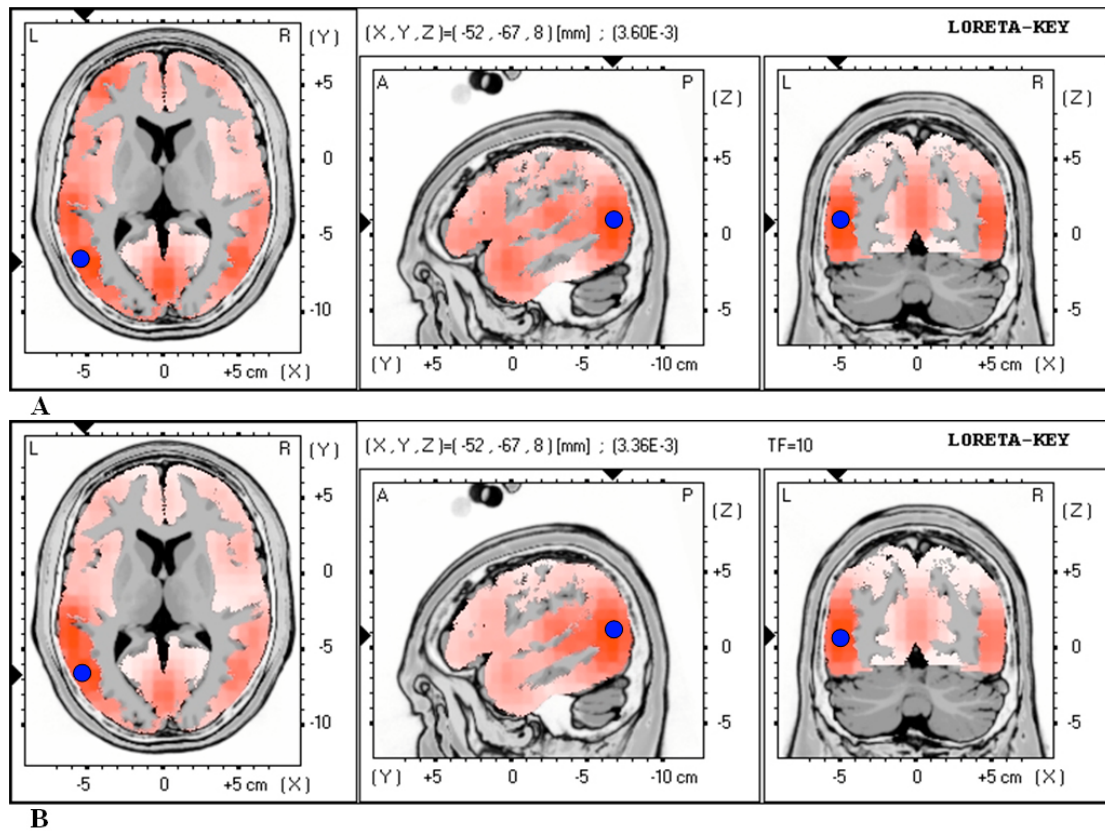 (X,Y,Z)=(-52,-67,8)[mm];(3.60E-3) LORETA-KEY
L R (Y)
+5
0
-5
-10
-5 0 +5 cm (X)
A P (Z)
+5
0
-5
(Y) +5 0 -5 -10 cm
L R (Z)
+5
0
-5
-5 0 +5 cm (X)
A
(X,Y,Z)=(-52,-67,8)[mm];(3.36E-3) TF=10 LORETA-KEY
L R (Y)
+5
0
-5
-10
-5 0 +5 cm (X)
A P (Z)
+5
0
-5
(Y) +5 0 -5 -10 cm
L R (Z)
+5
0
-5
-5 0 +5 cm (X)
B